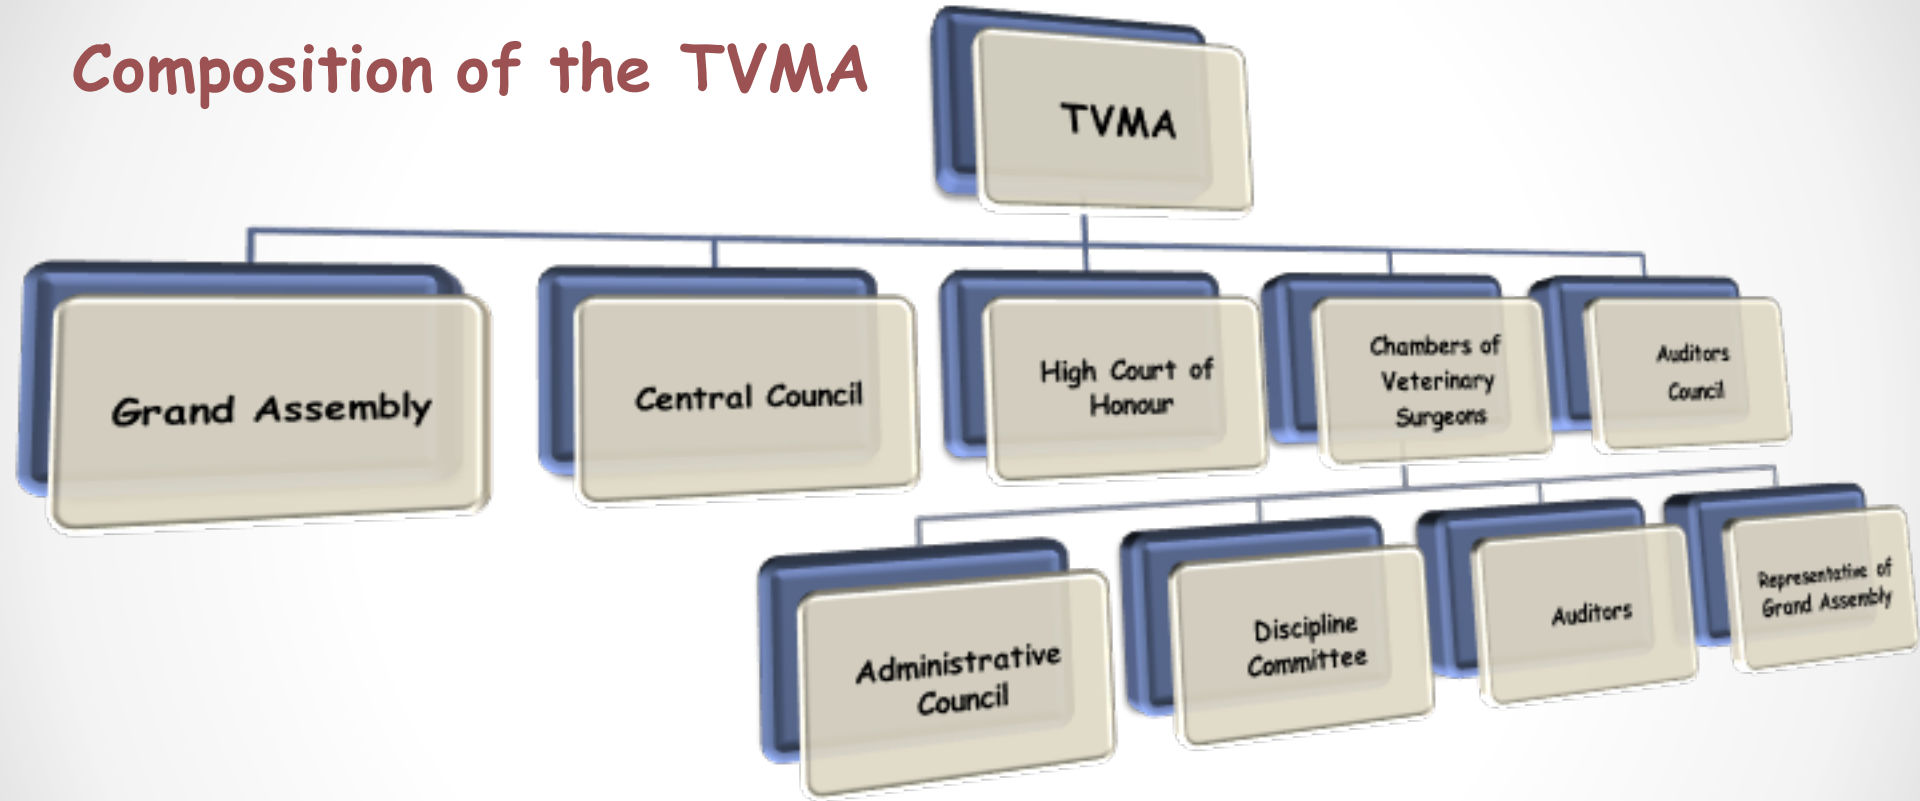 Composition of the TVMA
TVMA
Grand Assembly
Central Council
High Court of
Honour
Chambers of
Veterinary
Surgeons
Auditors
Council
Administrative
Council
Discipline
Committee
Auditors
Representative of
Grand Assembly